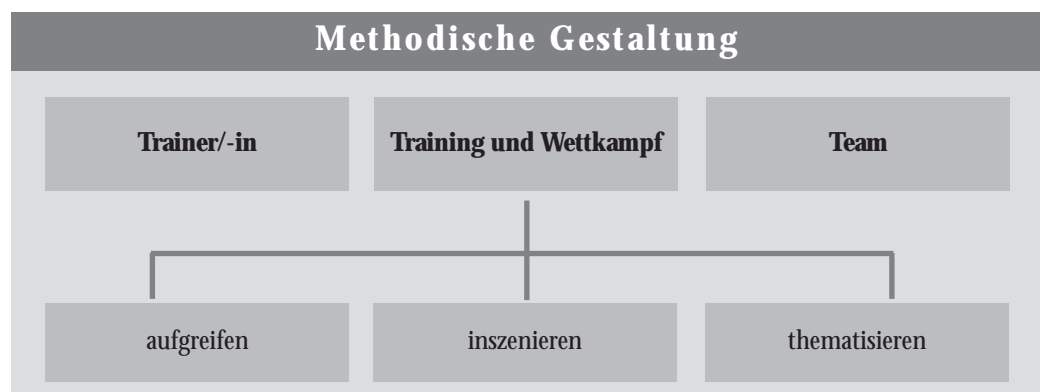 Methodische Gestaltung
Trainer/-in
Training und Wettkampf
Team
aufgreifen
inszenieren
thematisieren